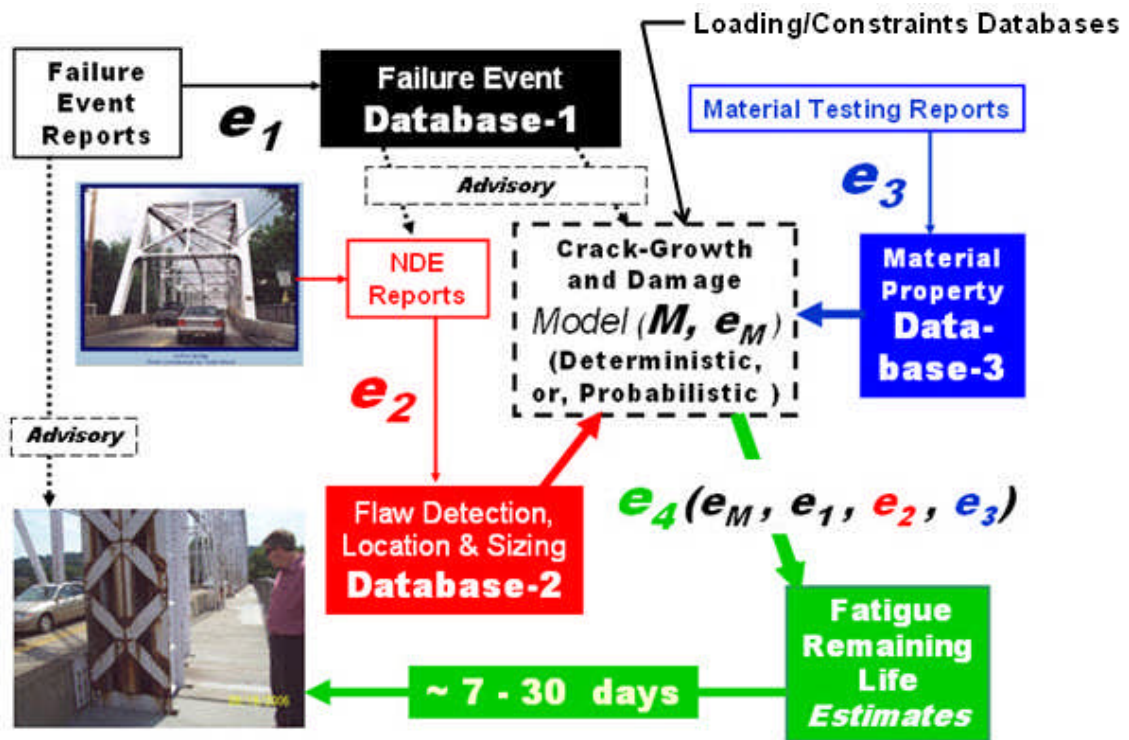 Loading/Constraints Databases
Failure
Event
Reports
e1
Failure Event
Database-1
Material Testing Reports
Advisory
e3
NDE
Reports
Crack-Growth
and Damage
Model (M, eM)
(Deterministic,
or, Probabilistic )
Material
Property
Data-
base-3
e2
Advisory
Flaw Detection,
Location & Sizing
Database-2
e4 (eM , e1 , e2 , e3)
Fatigue
Remaining
Life
Estimates
~ 7 - 30 days